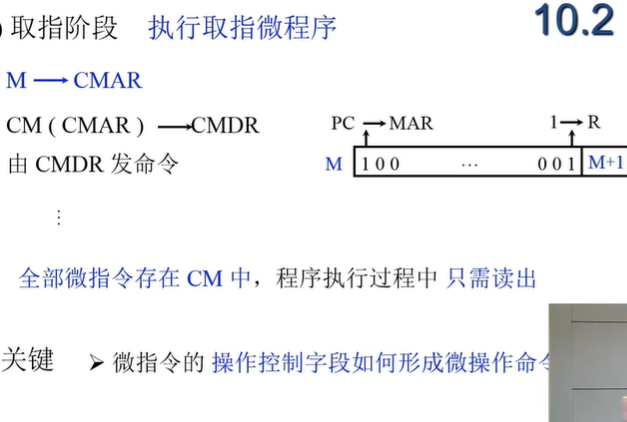 ) 取指阶段 执行取指微程序 10.2
M → CMAR
CM ( CMAR ) → CMDR PC → MAR 1 → R
由 CMDR 发命令 M 1 0 0 … 0 0 1 M+1
⋮
全部微指令存在 CM 中，程序执行过程中 只需读出
关键 ➢ 微指令的 操作控制字段如何形成微操作命令